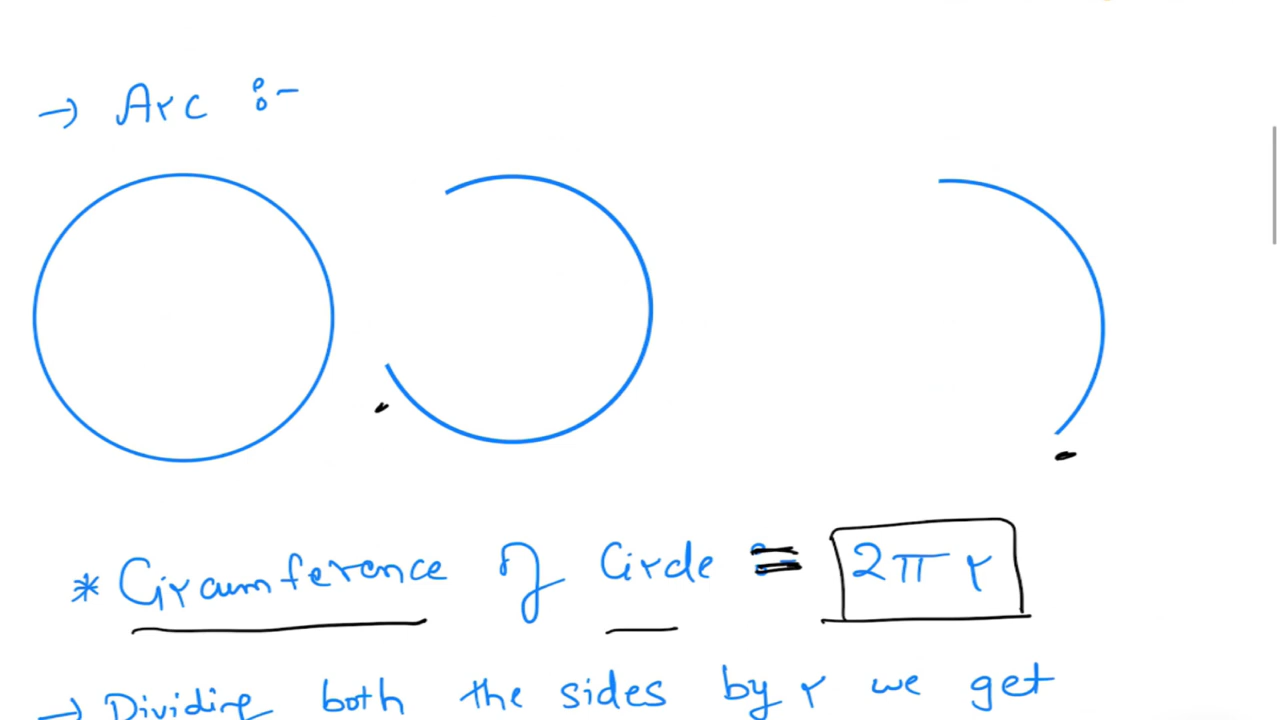 → Arc :-
* Circumference of Circle = 2πr
→ Dividing both the sides by r we get